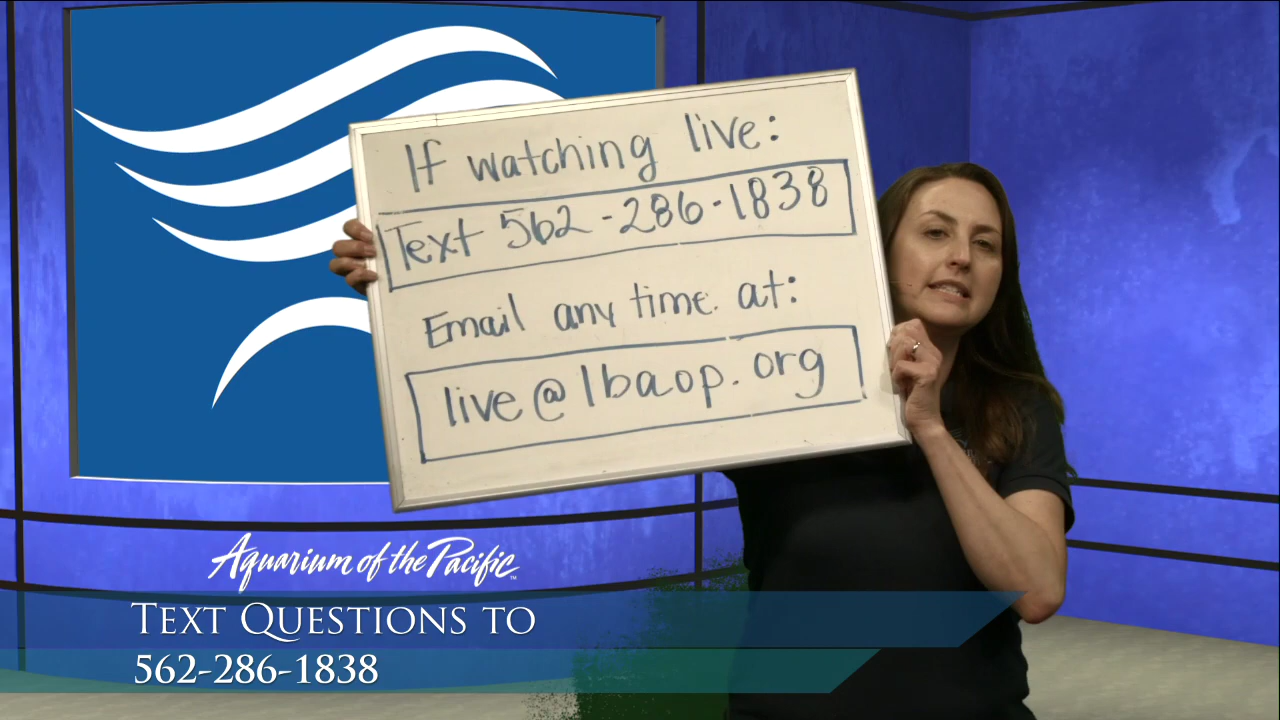 If watching live:
Text 562-286-1838
Email any time at:
live@lbaop.org
Aquarium of the Pacific™
TEXT QUESTIONS TO
562-286-1838